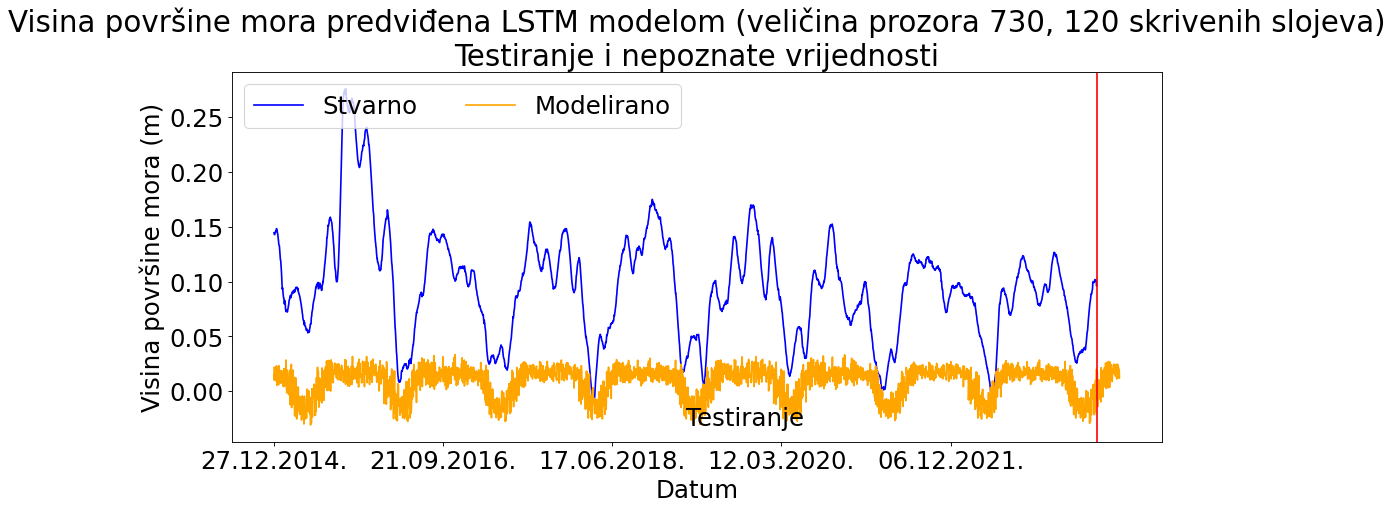 Visina površine mora predviđena LSTM modelom (veličina prozora 730, 120 skrivenih slojeva)
Testiranje i nepoznate vrijednosti
Stvarno Modelirano
Visina površine mora (m)
0.25
0.20
0.15
0.10
0.05
0.00
Testiranje
27.12.2014. 21.09.2016. 17.06.2018. 12.03.2020. 06.12.2021.
Datum